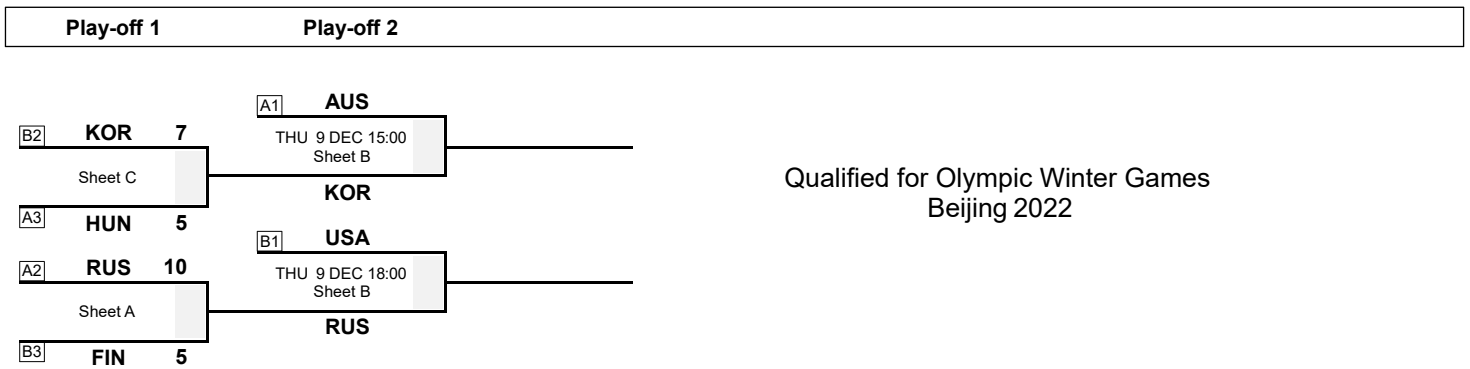 Play-off 1 Play-off 2
A1 AUS
B2 KOR 7
THU 9 DEC 15:00
Sheet B
Sheet C
KOR
A3 HUN 5
B1 USA
A2 RUS 10
THU 9 DEC 18:00
Sheet B
Sheet A
RUS
B3 FIN 5
Qualified for Olympic Winter Games
Beijing 2022